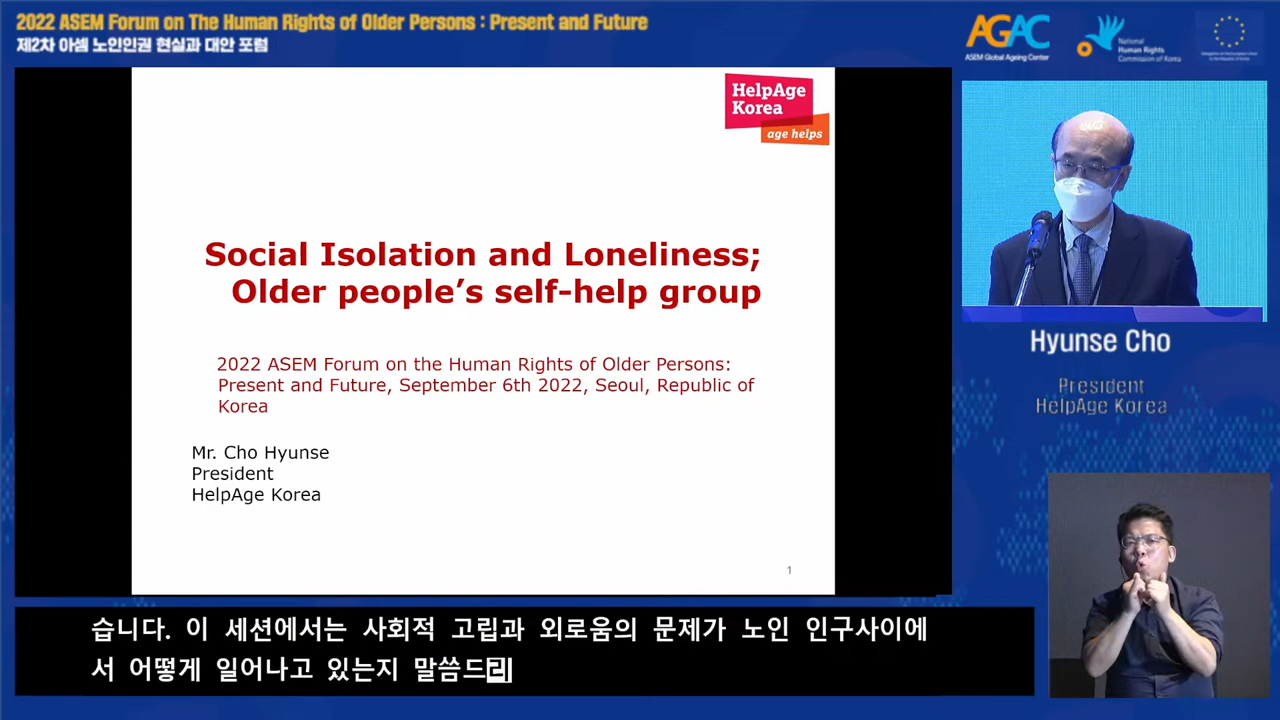 2022 ASEM Forum on The Human Rights of Older Persons : Present and Future
제2차 아셈 노인인권 현실과 대안 포럼
AGAC
ASEM Global Ageing Center
National
Human Rights
Commission of Korea
HelpAge
Korea
age helps
Social Isolation and Loneliness;
Older people's self-help group
2022 ASEM Forum on the Human Rights of Older Persons:
Present and Future, September 6th 2022, Seoul, Republic of
Korea
Mr. Cho Hyunse
President
HelpAge Korea
1
Hyunse Cho
President
HelpAge Korea
습니다. 이 세션에서는 사회적 고립과 외로움의 문제가 노인 인구사이에
서 어떻게 일어나고 있는지 말씀드리